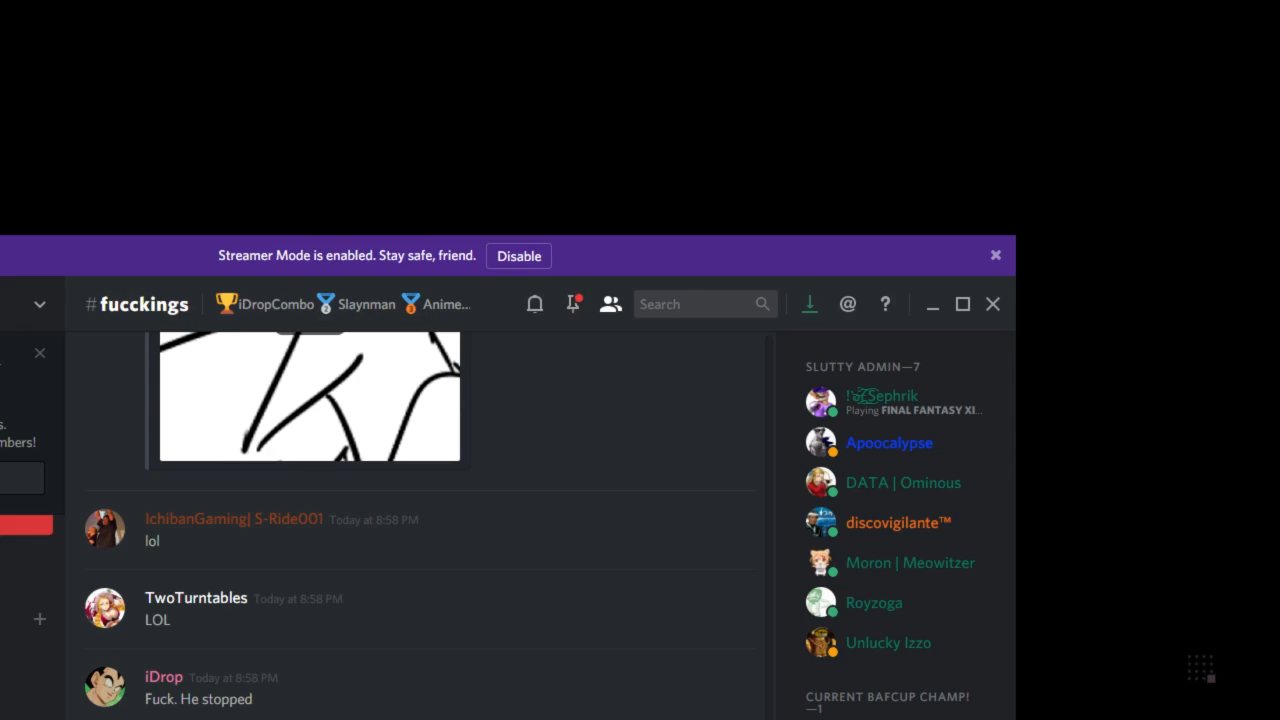 Streamer Mode is enabled. Stay safe, friend. Disable
#fucckings iDropCombo Slaynman Anime... Search
SLUTTY ADMIN—7
Sephrik
Playing FINAL FANTASY XI...
s.
mbers!
Apoocalypse
DATA | Ominous
IchibanGaming| S-Ride001 Today at 8:58 PM
lol
discovigilante™
Moron | Meowitzer
TwoTurntables Today at 8:58 PM
LOL
Royzoga
Unlucky Izzo
iDrop Today at 8:58 PM
Fuck. He stopped
CURRENT BAFCUP CHAMP!
—1